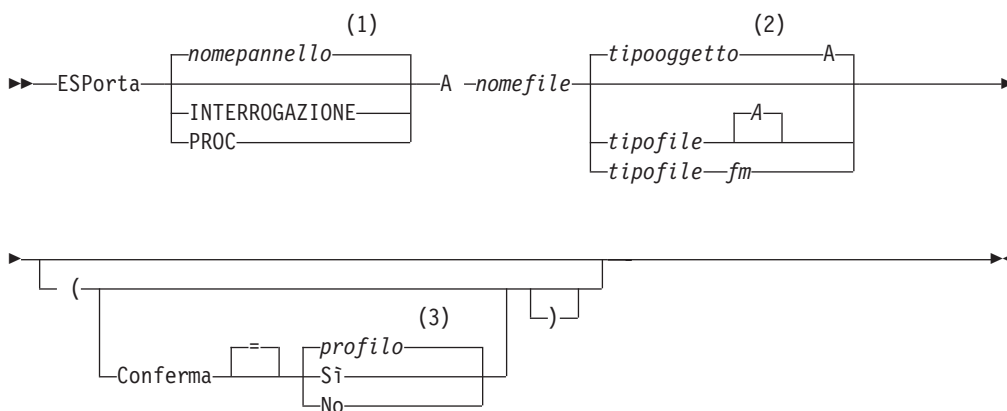 (1) (2)
nomepannello tipooggetto A
ESPorta A nomefile
INTERROGAZIONE A
PROC tipofile
tipofile fm
(
)
(3)
= profilo
Conferma Sì
No